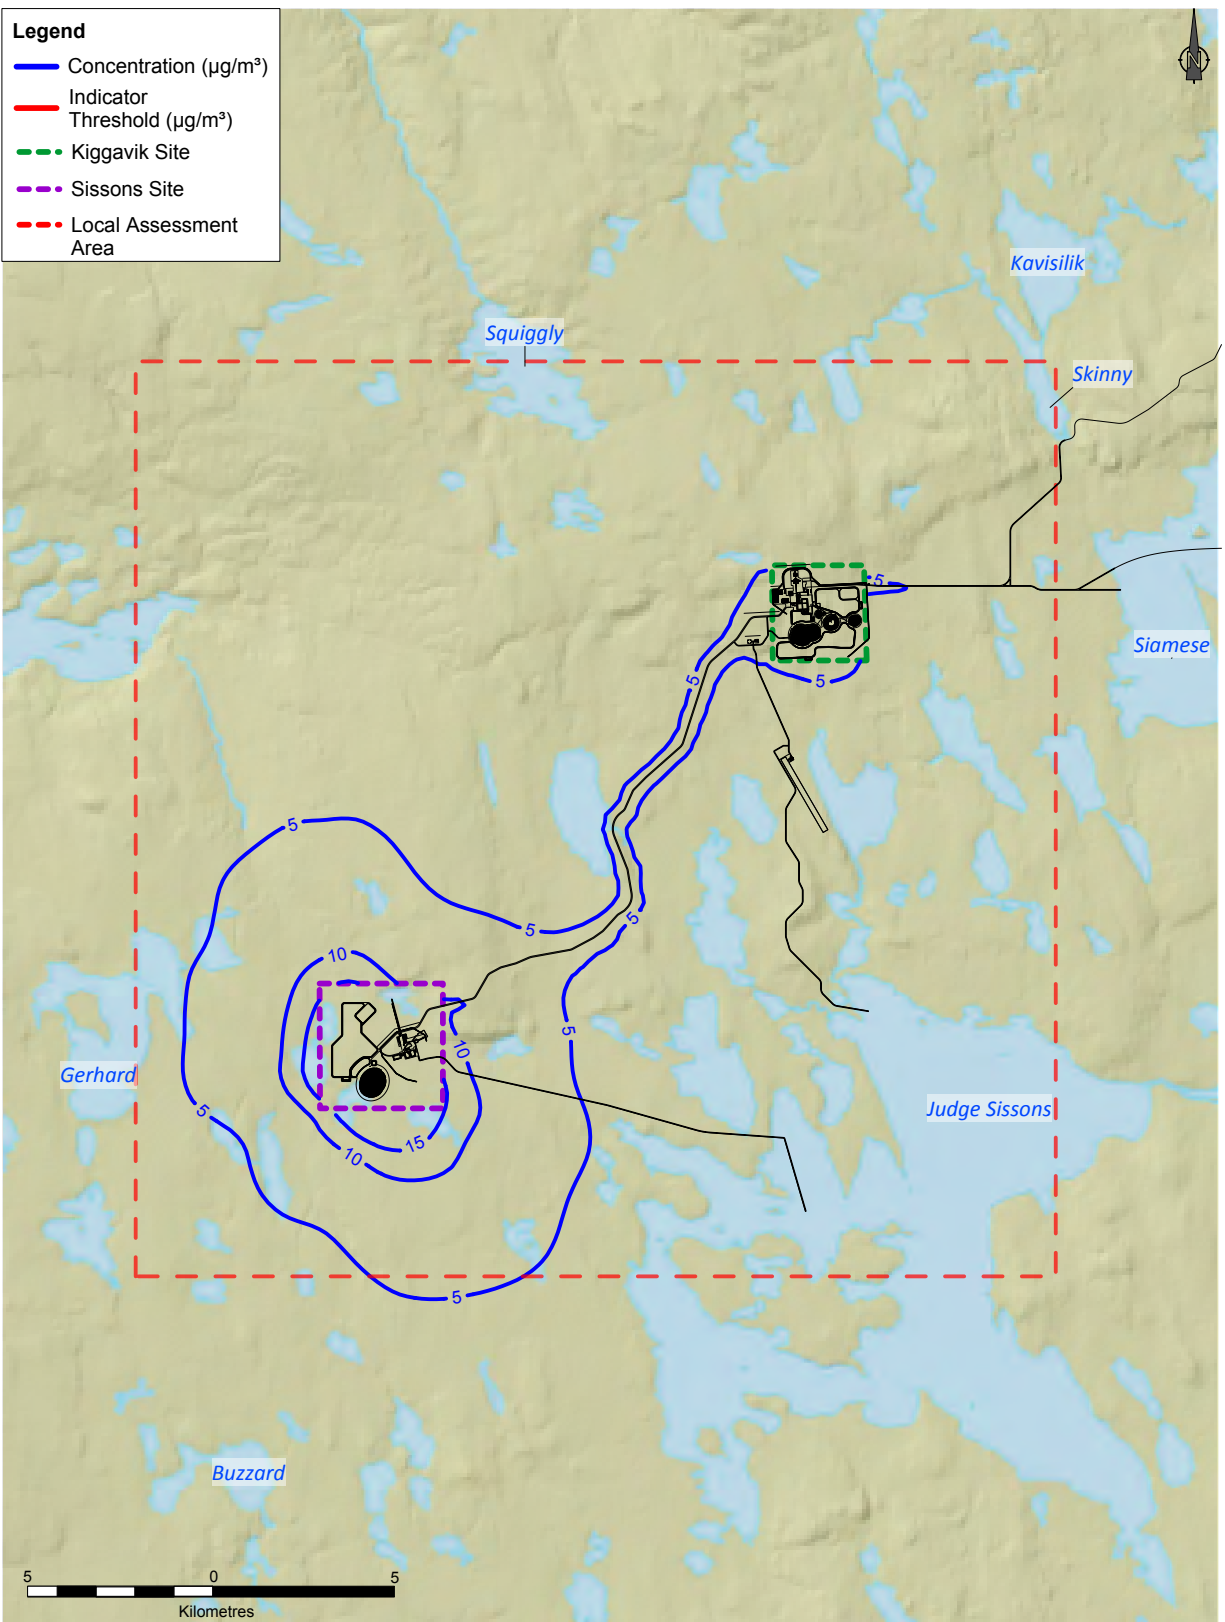 Legend
Concentration (µg/m³)
Indicator
Threshold (µg/m³)
Kiggavik Site
Sissons Site
Local Assessment
Area
N
Kavisilik
Squiggly
Skinny
5
Siamese
5
5
5
5
5
10
5
10
Gerhard
5
Judge Sissons
15
10
5
Buzzard
5 0 5
Kilometres